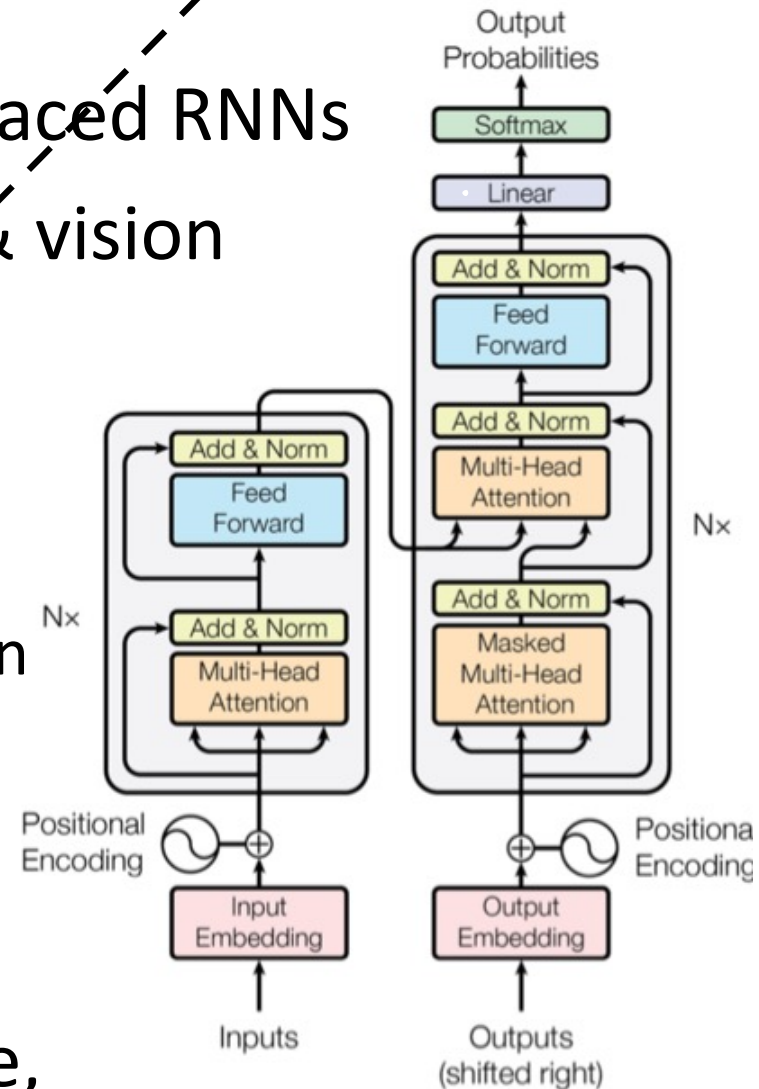 aced RNNs
& vision
n
e,
Output
Probabilities
Softmax
Linear
Add & Norm
Feed
Forward
Add & Norm
Multi-Head
Attention
Nx
Add & Norm
Masked
Multi-Head
Attention
Add & Norm
Feed
Forward
Nx
Add & Norm
Multi-Head
Attention
Positional
Encoding
Positiona
Encoding
Input
Embedding
Output
Embedding
Inputs
Outputs
(shifted right)